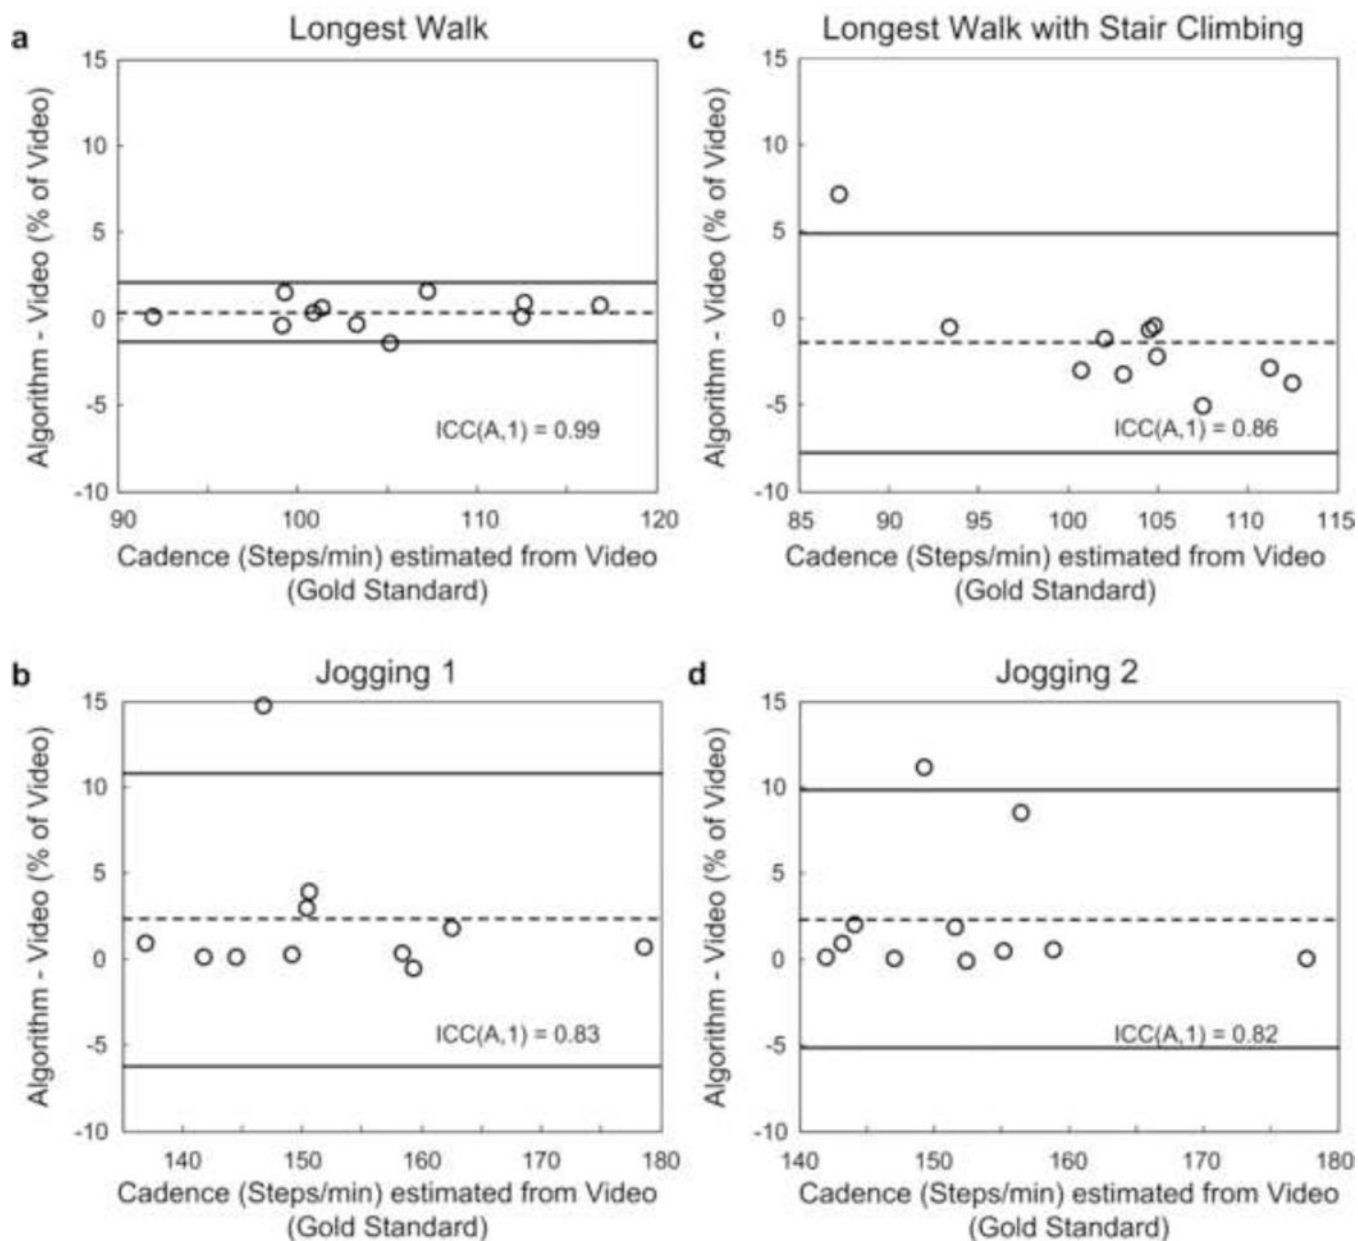 a
Longest Walk
Algorithm - Video (% of Video)
15
10
5
0
-5
-10
ICC(A,1) = 0.99
90 100 110 120
Cadence (Steps/min) estimated from Video
(Gold Standard)
c
Longest Walk with Stair Climbing
Algorithm - Video (% of Video)
15
10
5
0
-5
-10
ICC(A,1) = 0.86
85 90 95 100 105 110 115
Cadence (Steps/min) estimated from Video
(Gold Standard)
b
Jogging 1
Algorithm - Video (% of Video)
15
10
5
0
-5
-10
ICC(A,1) = 0.83
140 150 160 170 180
Cadence (Steps/min) estimated from Video
(Gold Standard)
d
Jogging 2
Algorithm - Video (% of Video)
15
10
5
0
-5
-10
ICC(A,1) = 0.82
140 150 160 170 180
Cadence (Steps/min) estimated from Video
(Gold Standard)